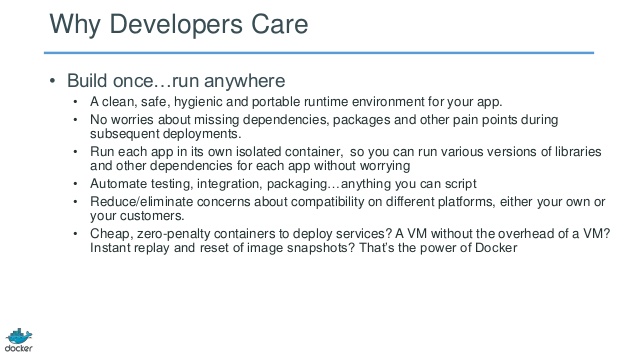 Why Developers Care
• Build once…run anywhere
• A clean, safe, hygienic and portable runtime environment for your app.
• No worries about missing dependencies, packages and other pain points during
subsequent deployments.
• Run each app in its own isolated container, so you can run various versions of libraries
and other dependencies for each app without worrying
• Automate testing, integration, packaging…anything you can script
• Reduce/eliminate concerns about compatibility on different platforms, either your own or
your customers.
• Cheap, zero-penalty containers to deploy services? A VM without the overhead of a VM?
Instant replay and reset of image snapshots? That's the power of Docker
docker